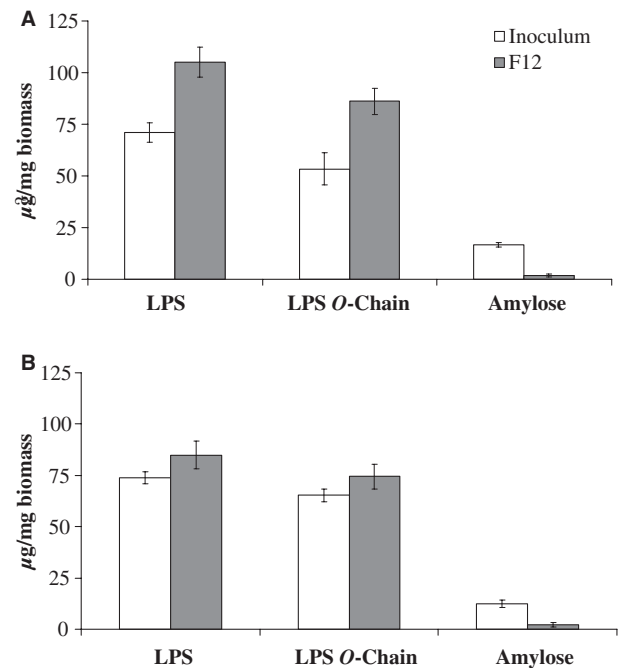 A
125
100
75
50
25
0
µg/mg biomass
Inoculum
F12
LPS
LPS O-Chain
Amylose
B
125
100
75
50
25
0
µg/mg biomass
LPS
LPS O-Chain
Amylose